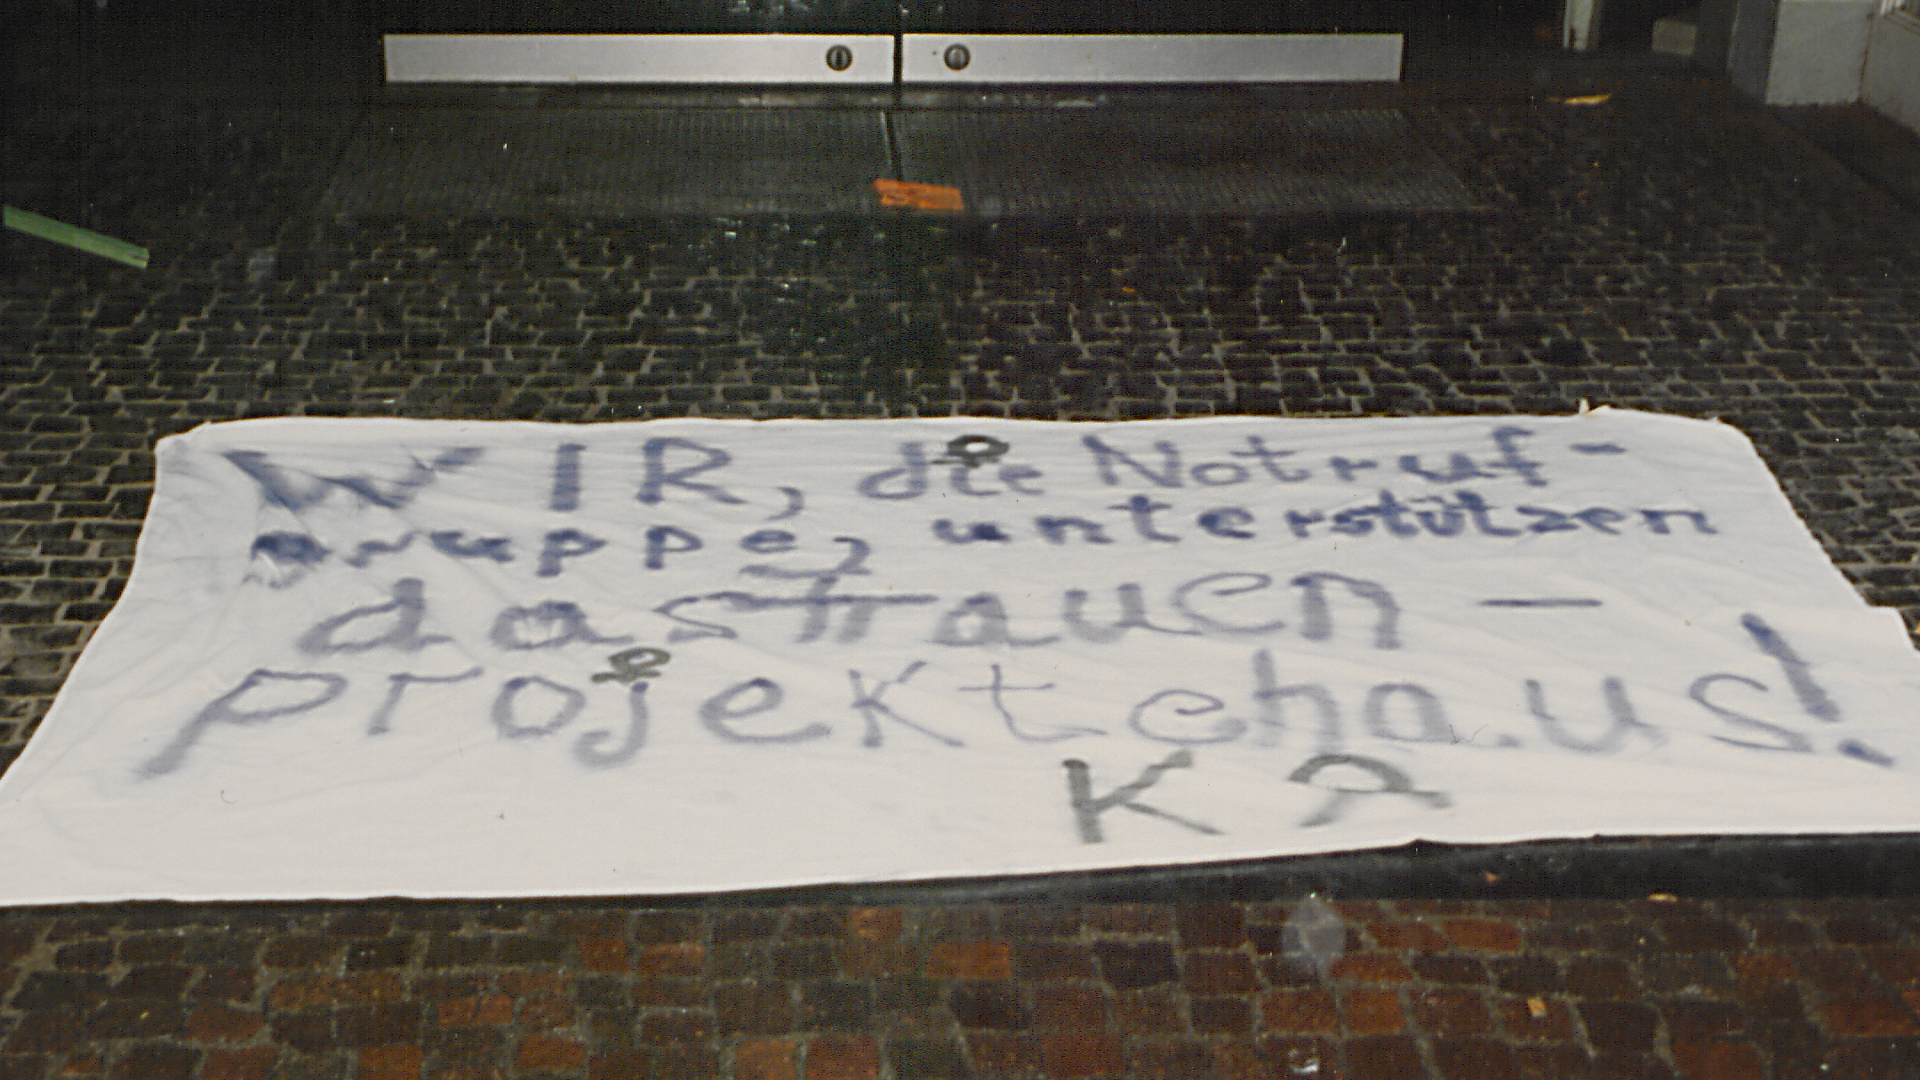 WIR, die Notruf-
gruppe, unterstützen
das Frauen-
projektehaus!